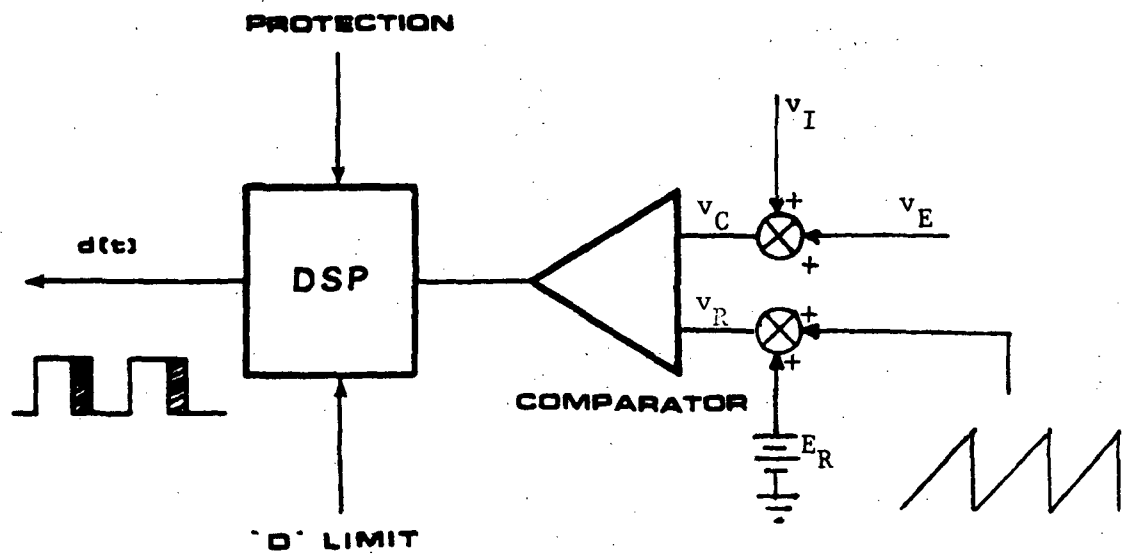 PROTECTION
v_I
+
v_C
v_E
+
d(t)
DSP
v_R
+
+
COMPARATOR
E_R
"D" LIMIT